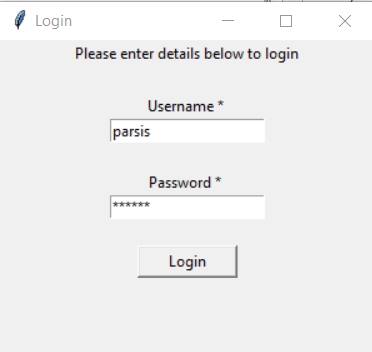 Login
Please enter details below to login
Username *
parsis
Password *
******
Login